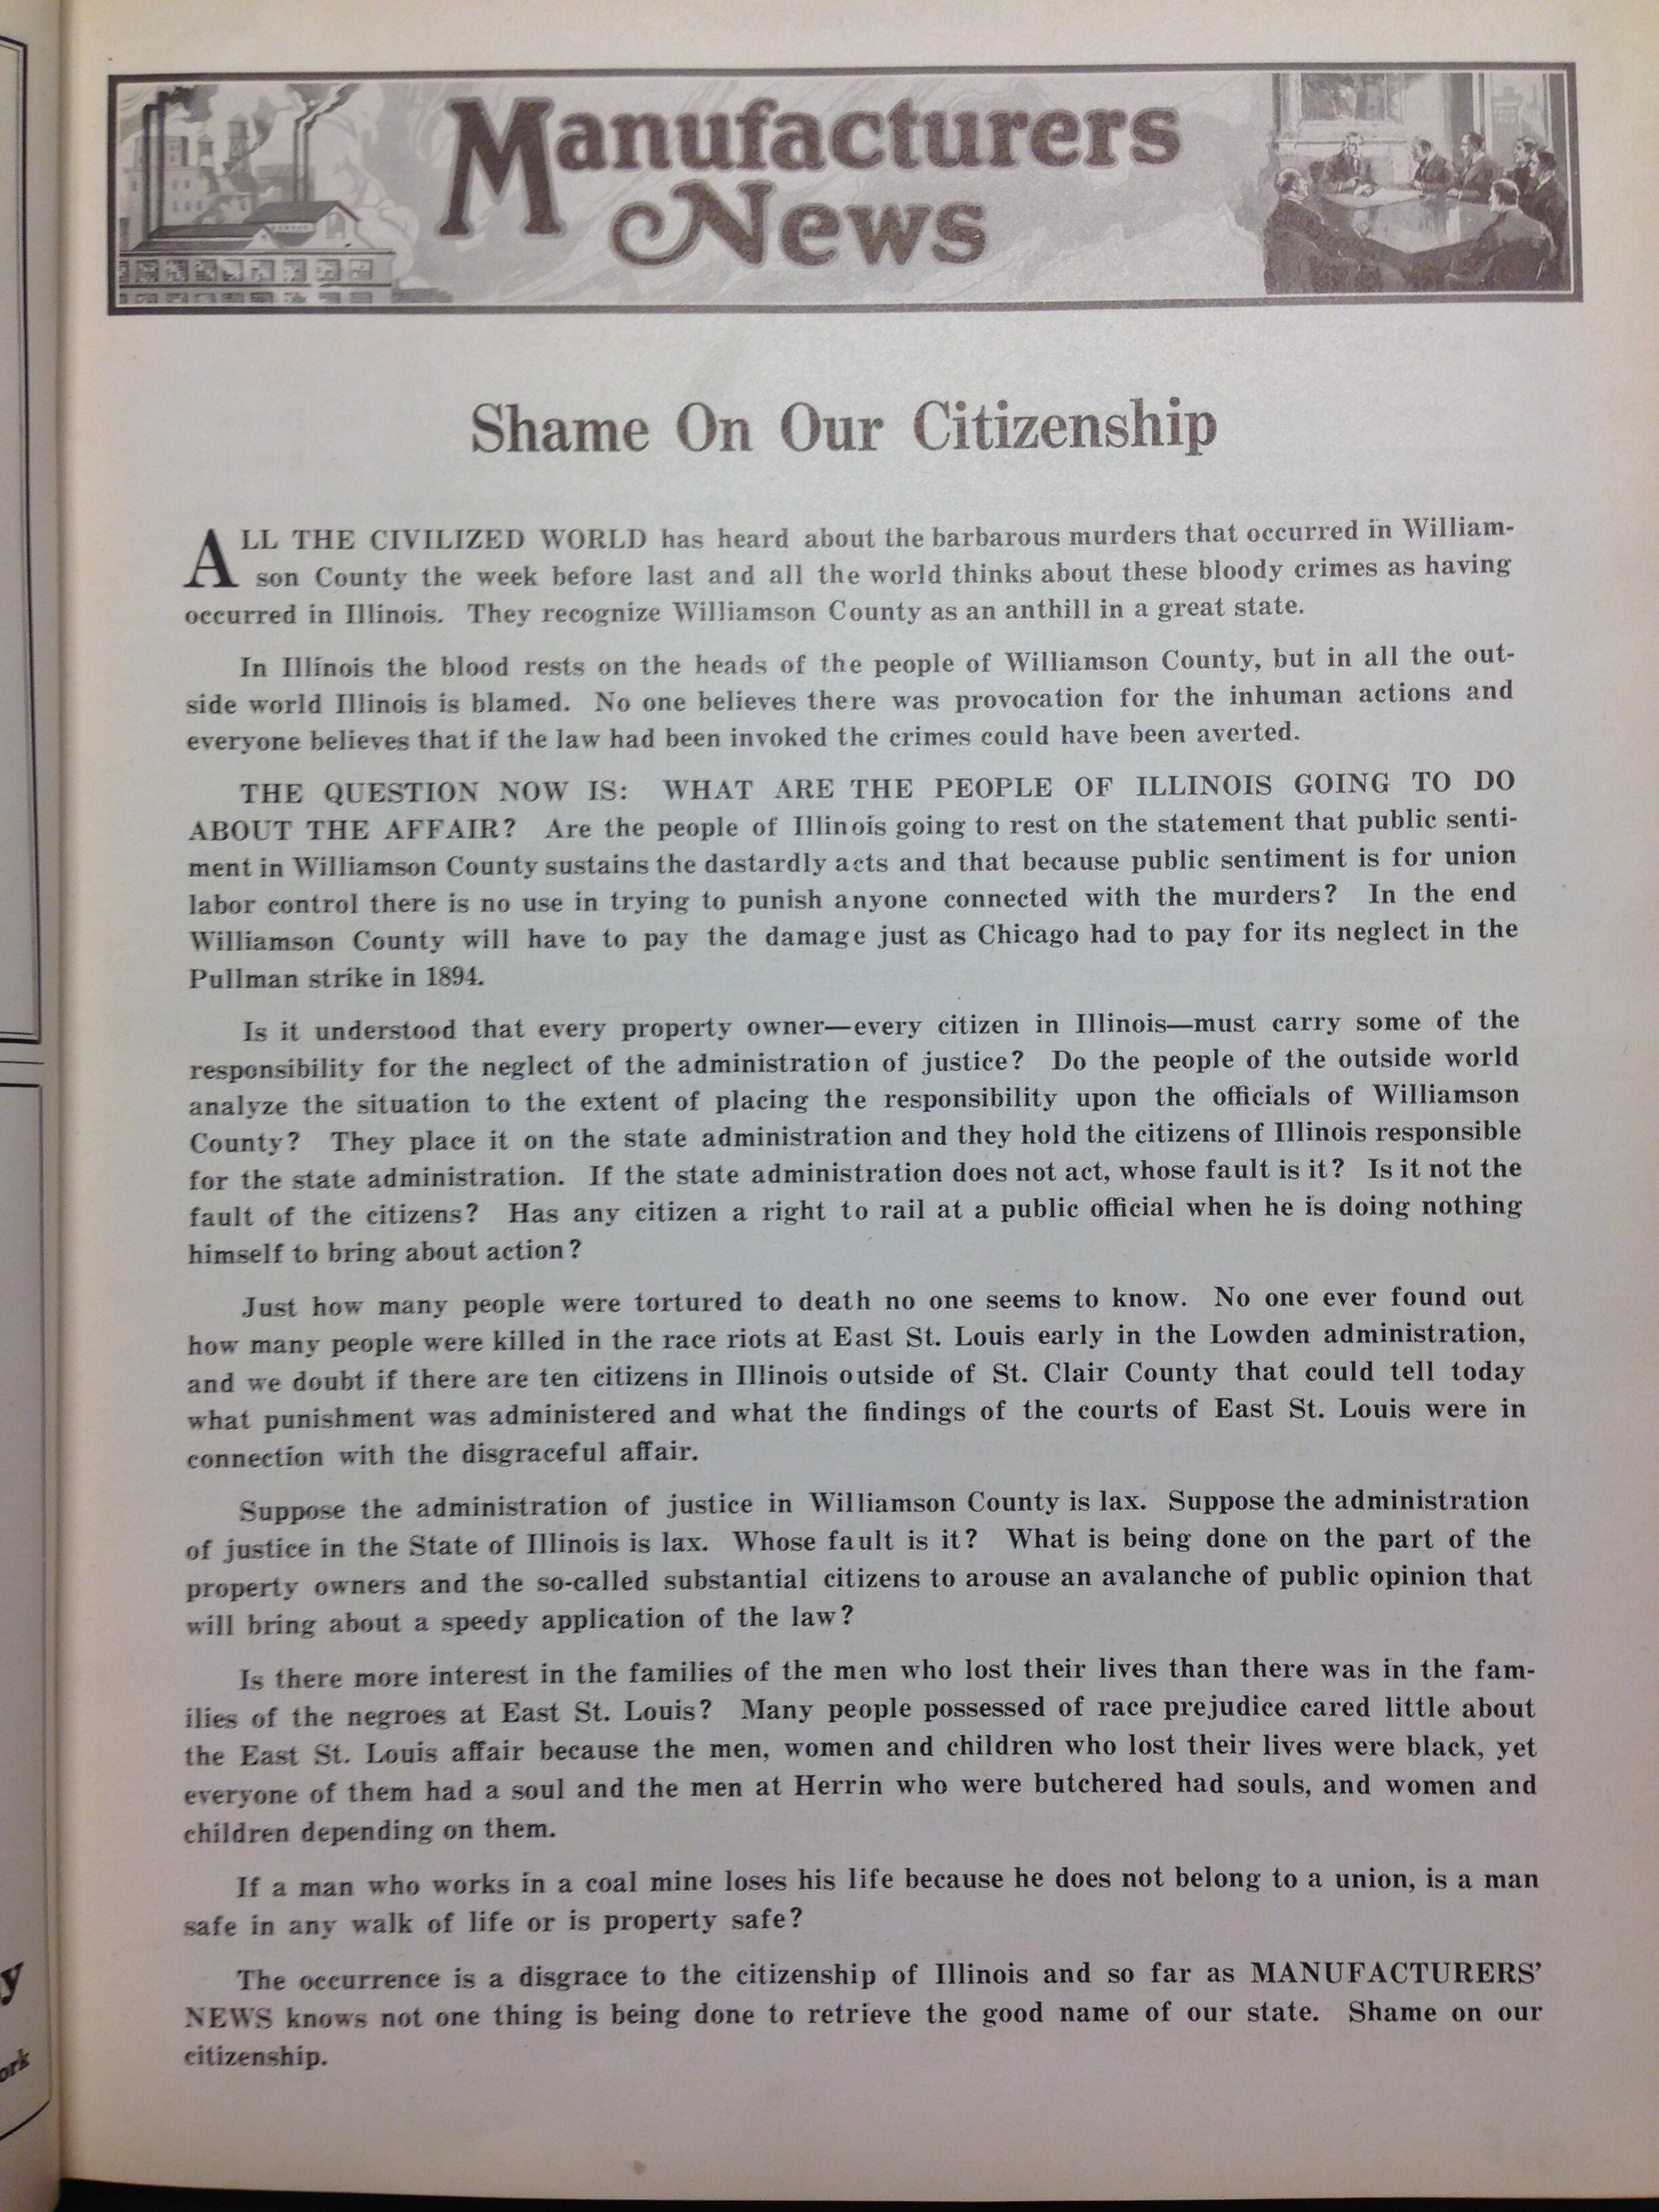 Manufacturers
News
Shame On Our Citizenship
ALL THE CIVILIZED WORLD has heard about the barbarous murders that occurred in William-
son County the week before last and all the world thinks about these bloody crimes as having
occurred in Illinois. They recognize Williamson County as an anthill in a great state.
In Illinois the blood rests on the heads of the people of Williamson County, but in all the out-
side world Illinois is blamed. No one believes there was provocation for the inhuman actions and
everyone believes that if the law had been invoked the crimes could have been averted.
THE QUESTION NOW IS: WHAT ARE THE PEOPLE OF ILLINOIS GOING TO DO
ABOUT THE AFFAIR? Are the people of Illinois going to rest on the statement that public senti-
ment in Williamson County sustains the dastardly acts and that because public sentiment is for union
labor control there is no use in trying to punish anyone connected with the murders? In the end
Williamson County will have to pay the damage just as Chicago had to pay for its neglect in the
Pullman strike in 1894.
Is it understood that every property owner—every citizen in Illinois—must carry some of the
responsibility for the neglect of the administration of justice? Do the people of the outside world
analyze the situation to the extent of placing the responsibility upon the officials of Williamson
County? They place it on the state administration and they hold the citizens of Illinois responsible
for the state administration. If the state administration does not act, whose fault is it? Is it not the
fault of the citizens? Has any citizen a right to rail at a public official when he is doing nothing
himself to bring about action?
Just how many people were tortured to death no one seems to know. No one ever found out
how many people were killed in the race riots at East St. Louis early in the Lowden administration,
and we doubt if there are ten citizens in Illinois outside of St. Clair County that could tell today
what punishment was administered and what the findings of the courts of East St. Louis were in
connection with the disgraceful affair.
Suppose the administration of justice in Williamson County is lax. Suppose the administration
of justice in the State of Illinois is lax. Whose fault is it? What is being done on the part of the
property owners and the so-called substantial citizens to arouse an avalanche of public opinion that
will bring about a speedy application of the law?
Is there more interest in the families of the men who lost their lives than there was in the fam-
ilies of the negroes at East St. Louis? Many people possessed of race prejudice cared little about
the East St. Louis affair because the men, women and children who lost their lives were black, yet
everyone of them had a soul and the men at Herrin who were butchered had souls, and women and
children depending on them.
If a man who works in a coal mine loses his life because he does not belong to a union, is a man
safe in any walk of life or is property safe?
The occurrence is a disgrace to the citizenship of Illinois and so far as MANUFACTURERS'
NEWS knows not one thing is being done to retrieve the good name of our state. Shame on our
citizenship.